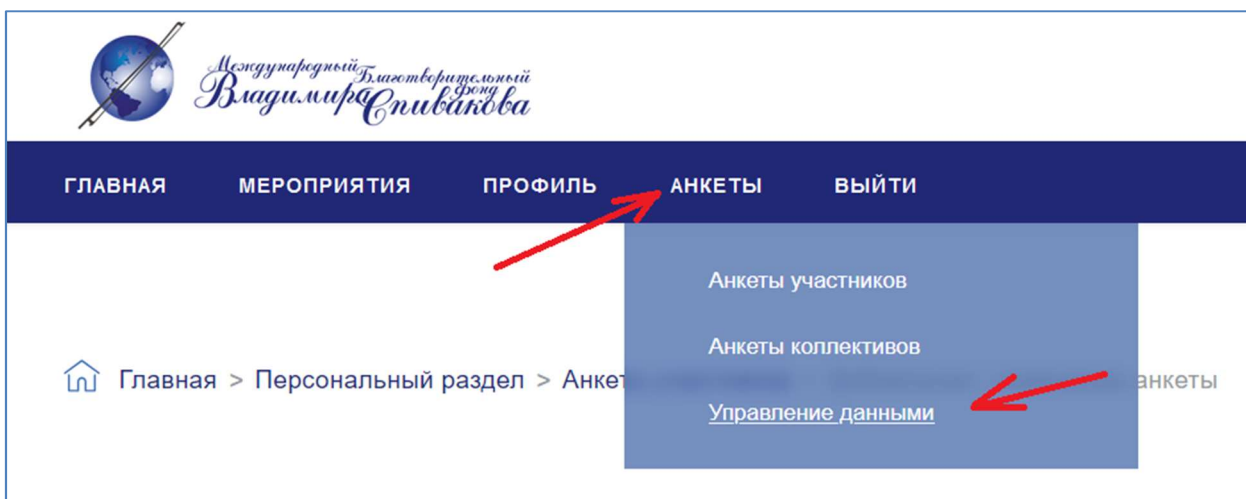 Международный Благотворительный
фонд
Владимира Спивакова
ГЛАВНАЯ МЕРОПРИЯТИЯ ПРОФИЛЬ АНКЕТЫ ВЫЙТИ
Анкеты участников
Анкеты коллективов
Главная > Персональный раздел > Анке анкеты
Управление данными